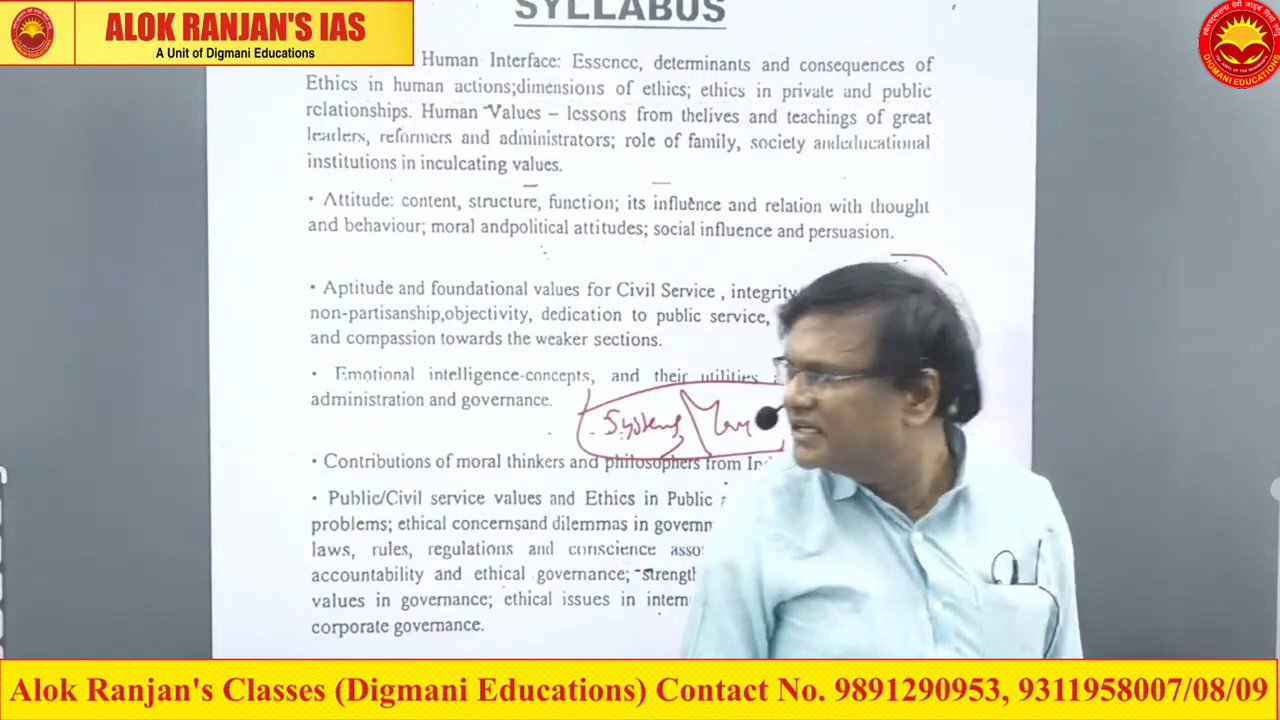 SYLLABUS
ALOK RANJAN'S IAS
A Unit of Digmani Educations
DIGMANI EDUCATIONS
Human Interface: Essence, determinants and consequences of
Ethics in human actions;dimensions of ethics; ethics in private and public
relationships. Human Values – lessons from thelives and teachings of great
leaders, reformers and administrators; role of family, society andeducational
institutions in inculcating values.
• Attitude: content, structure, function; its influence and relation with thought
and behaviour; moral andpolitical attitudes; social influence and persuasion.
• Aptitude and foundational values for Civil Service , integrity
non-partisanship,objectivity, dedication to public service,
and compassion towards the weaker sections.
• Emotional intelligence-concepts, and their utilities
administration and governance.
Systems
• Contributions of moral thinkers and philosophers from
• Public/Civil service values and Ethics in Public
problems; ethical concernsand dilemmas in governm
laws, rules, regulations and conscience
accountability and ethical governance; strength
values in governance; ethical issues in intern
corporate governance.
Alok Ranjan's Classes (Digmani Educations) Contact No. 9891290953, 9311958007/08/09